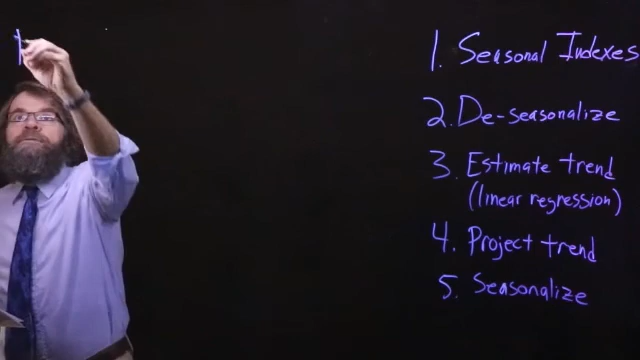 1. Seasonal Indexes
2. De-seasonalize
3. Estimate trend
(linear regression)
4. Project trend
5. Seasonalize